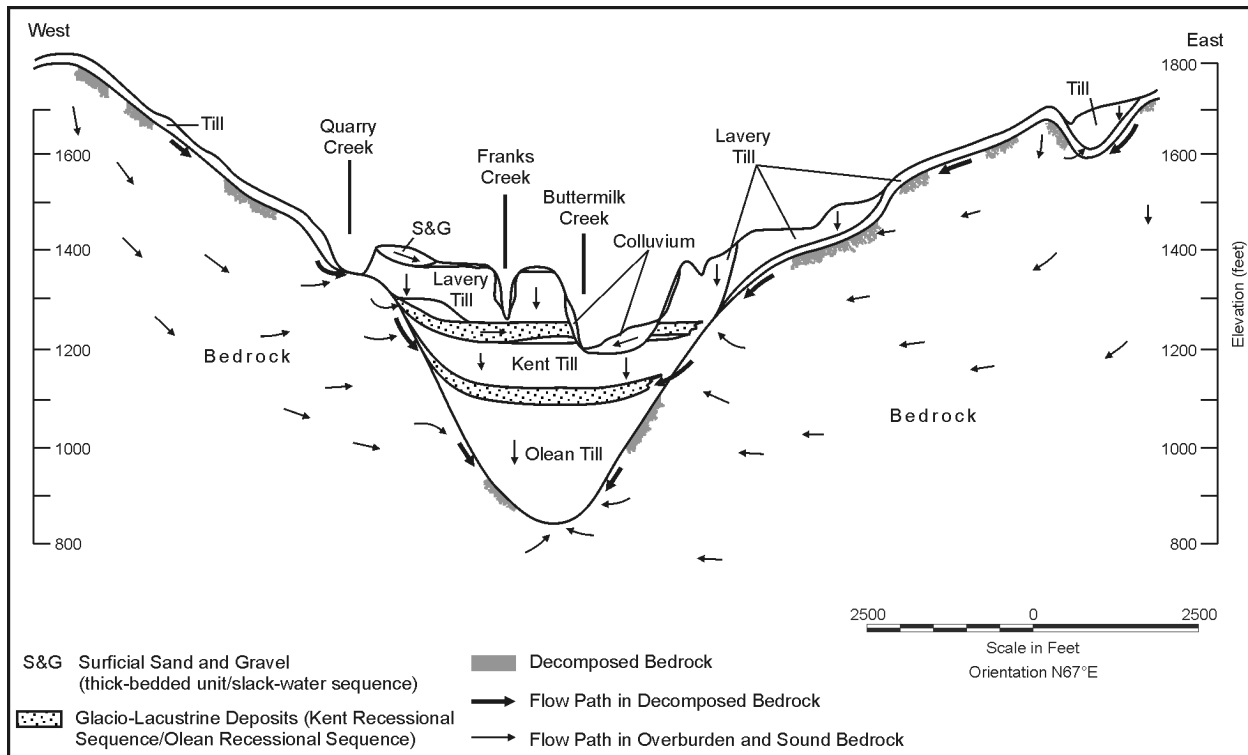 West
East
1800
Till
Till
1600
Quarry
Creek
Franks
Creek
Buttermilk
Creek
Lavery
Till
1600
S&G
Colluvium
1400
1400
Lavery
Till
Elevation (feet)
1200
Bedrock
Kent Till
1200
Bedrock
1000
Olean Till
1000
800
800
2500
0
2500
Scale in Feet
Orientation N67°E
S&G Surficial Sand and Gravel
(thick-bedded unit/slack-water sequence)
Glacio-Lacustrine Deposits (Kent Recessional
Sequence/Olean Recessional Sequence)
Decomposed Bedrock
Flow Path in Decomposed Bedrock
Flow Path in Overburden and Sound Bedrock